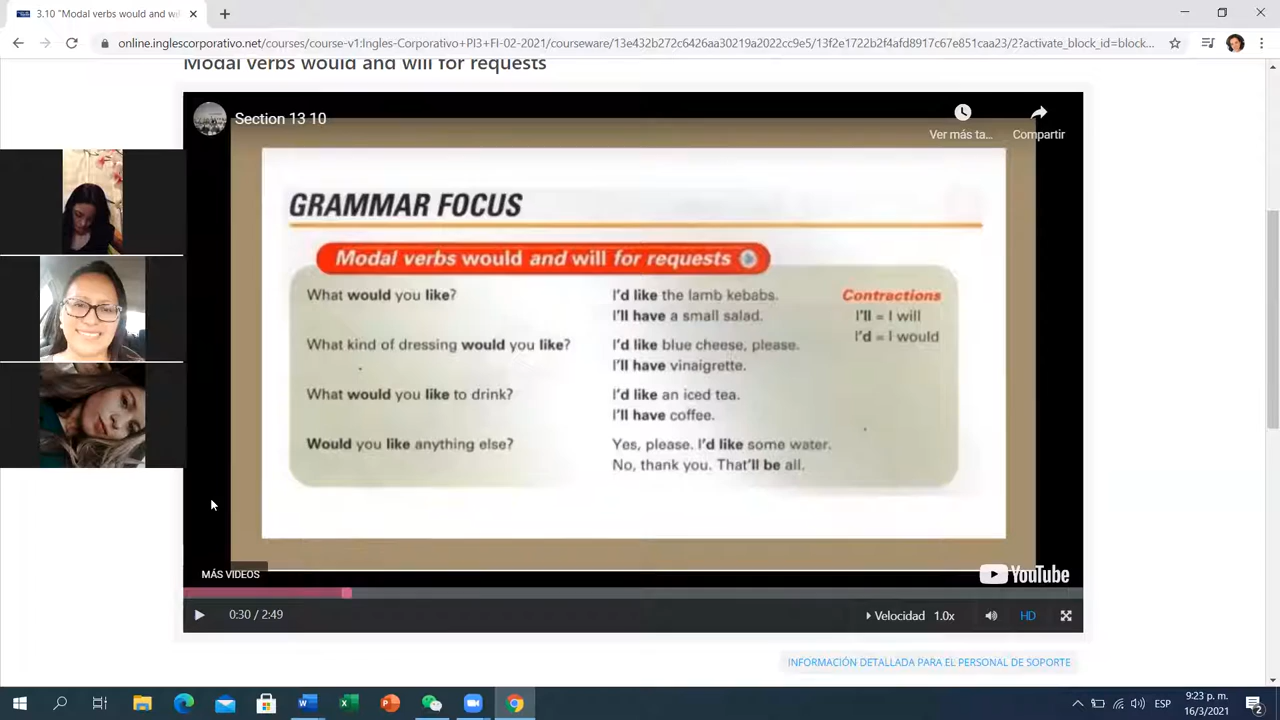 3.10 "Modal verbs would and wi
online.inglescorporativo.net/courses/course-v1:Ingles-Corporativo+PI3+FI-02-2021/courseware/13e432b272c6426aa30219a2022cc9e5/13f2e1722b2f4afd8917c67e851caa23/2?activate_block_id=block...
Modal verbs would and will for requests
Section 13 10
Ver más ta...
Compartir
GRAMMAR FOCUS
Modal verbs would and will for requests
What would you like?
I'd like the lamb kebabs.
I'll have a small salad.
What kind of dressing would you like?
I'd like blue cheese, please.
I'll have vinaigrette.
What would you like to drink?
I'd like an iced tea.
I'll have coffee.
Would you like anything else?
Yes, please. I'd like some water.
No, thank you. That'll be all.
Contractions
I'll = I will
I'd = I would
MÁS VIDEOS
YouTube
0:30 / 2:49
Velocidad 1.0x
HD
INFORMACIÓN DETALLADA PARA EL PERSONAL DE SOPORTE
ESP
9:23 p. m.
16/3/2021
2